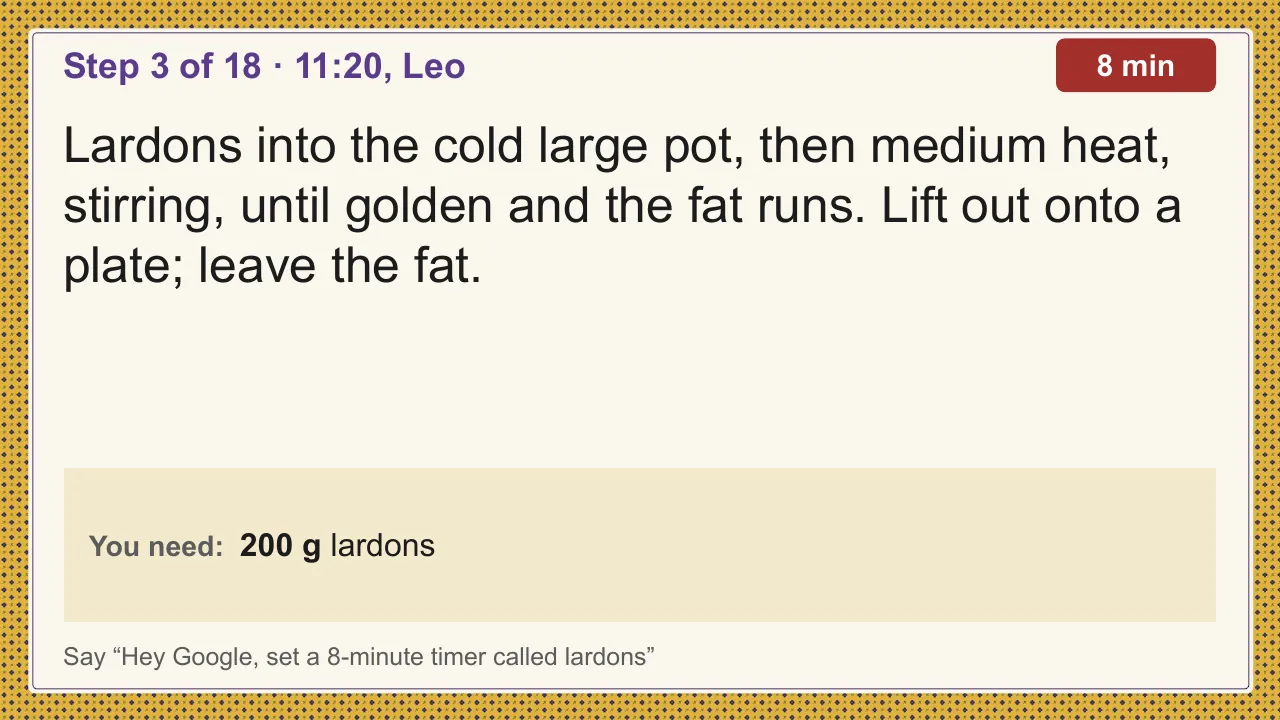 Step 3 of 18 · 11:20, Leo
8 min
Lardons into the cold large pot, then medium heat,
stirring, until golden and the fat runs. Lift out onto a
plate; leave the fat.
You need: 200 g lardons
Say “Hey Google, set a 8-minute timer called lardons”